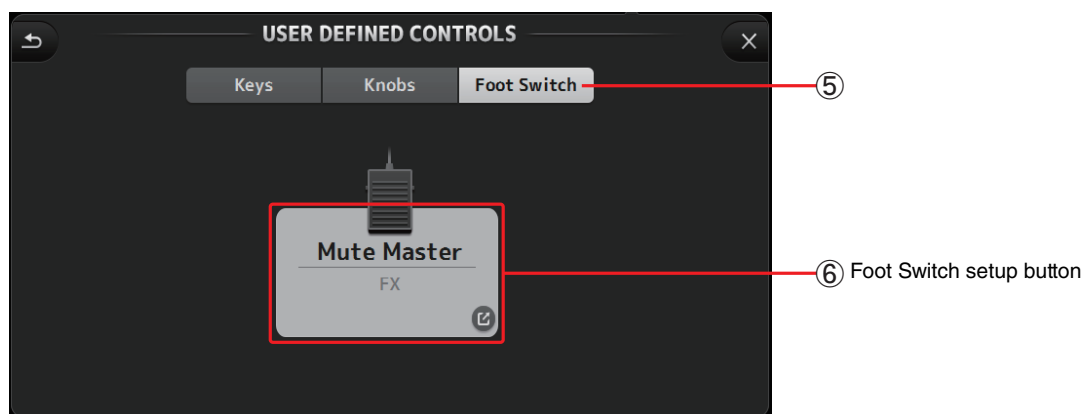 USER DEFINED CONTROLS
Keys Knobs Foot Switch
⑤
Mute Master
FX
⑥ Foot Switch setup button